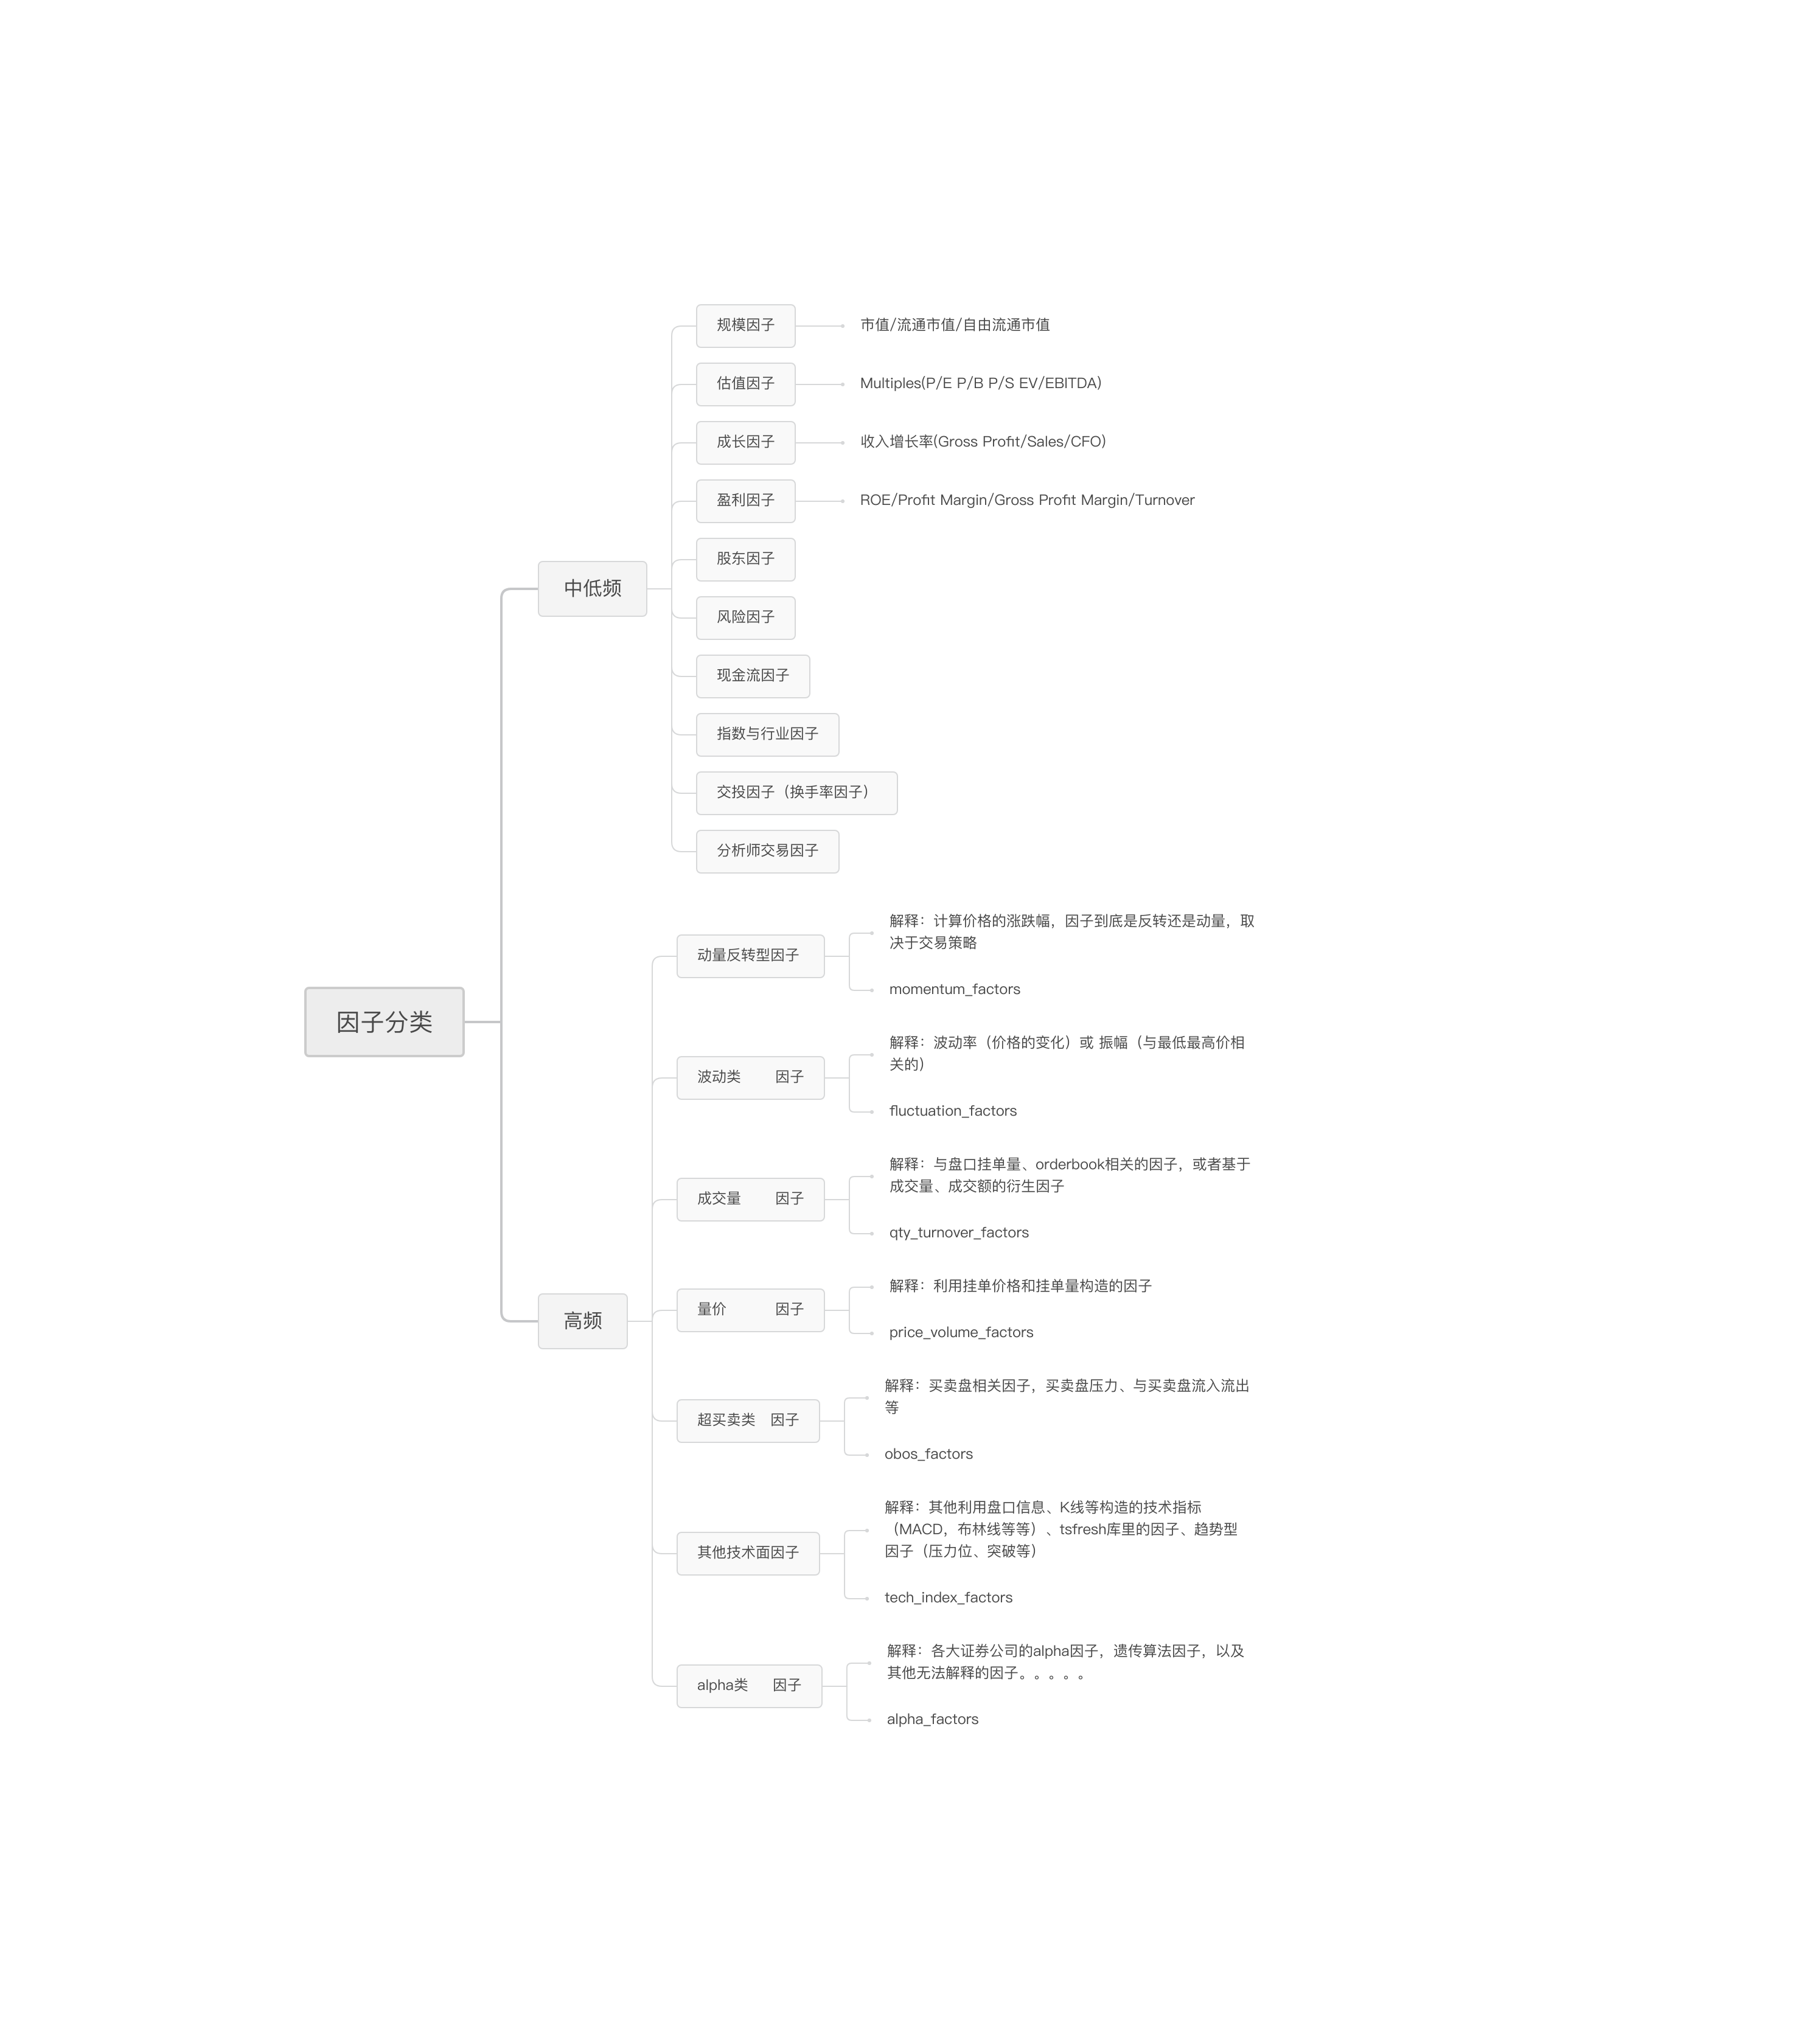 因子分类
中低频
规模因子
市值/流通市值/自由流通市值
估值因子
Multiples(P/E P/B P/S EV/EBITDA)
成长因子
收入增长率(Gross Profit/Sales/CFO)
盈利因子
ROE/Profit Margin/Gross Profit Margin/Turnover
股东因子
风险因子
现金流因子
指数与行业因子
交投因子（换手率因子）
分析师交易因子
高频
动量反转型因子
解释：计算价格的涨跌幅，因子到底是反转还是动量，取
决于交易策略
momentum_factors
波动类 因子
解释：波动率（价格的变化）或 振幅（与最低最高价相
关的）
fluctuation_factors
成交量 因子
解释：与盘口挂单量、orderbook相关的因子，或者基于
成交量、成交额的衍生因子
qty_turnover_factors
量价 因子
解释：利用挂单价格和挂单量构造的因子
price_volume_factors
超买卖类 因子
解释：买卖盘相关因子，买卖盘压力、与买卖盘流入流出
等
obos_factors
其他技术面因子
解释：其他利用盘口信息、K线等构造的技术指标
（MACD，布林线等等）、tsfresh库里的因子、趋势型
因子（压力位、突破等）
tech_index_factors
alpha类 因子
解释：各大证券公司的alpha因子，遗传算法因子，以及
其他无法解释的因子。。。。。
alpha_factors